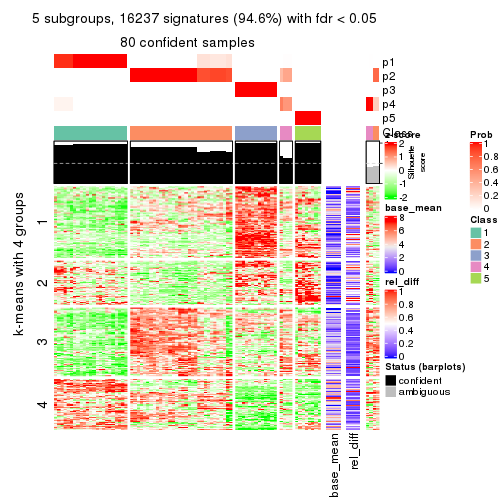 5 subgroups, 16237 signatures (94.6%) with fdr < 0.05
80 confident samples
p1
p2
p3
p4
p5
Class
Silhouette
score
k-means with 4 groups
1
2
3
4
base_mean
rel_diff
z-score
2
1
0
-1
-2
base_mean
8
6
4
2
0
rel_diff
1
0.8
0.6
0.4
0.2
0
Status (barplots)
confident
ambiguous
Prob
1
0.8
0.6
0.4
0.2
0
Class
1
2
3
4
5